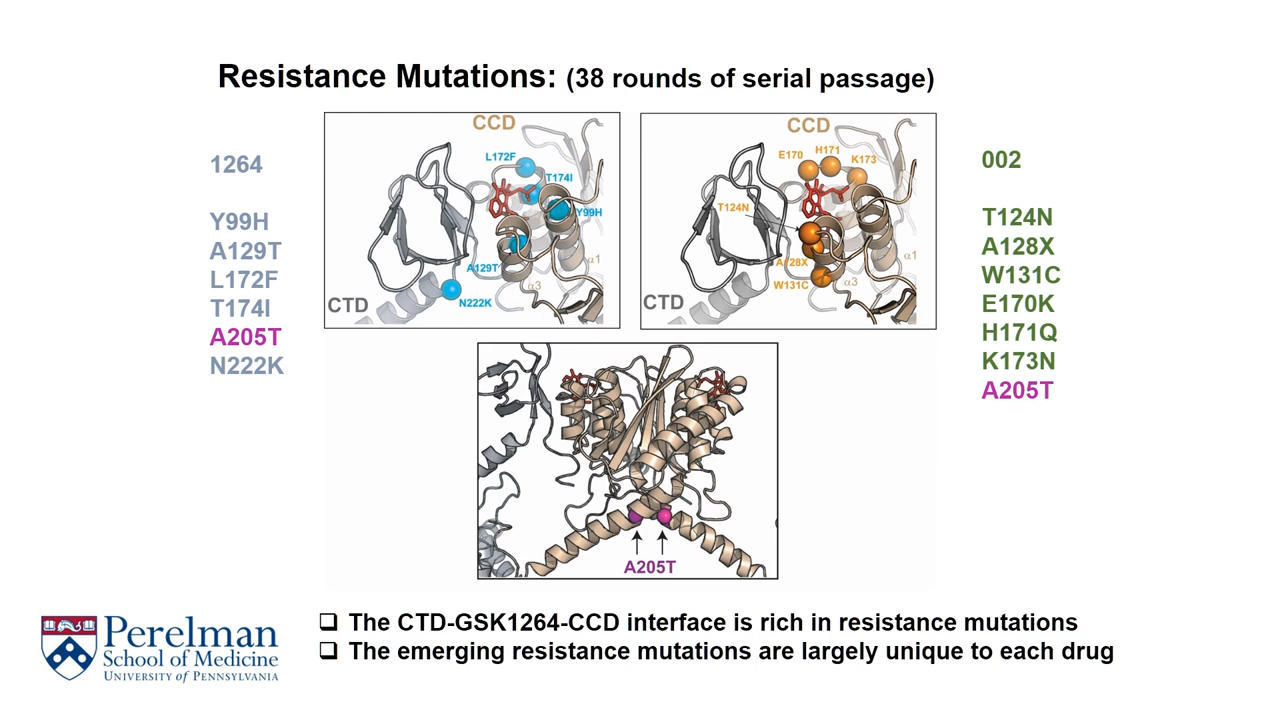 Resistance Mutations: (38 rounds of serial passage)
1264
Y99H
A129T
L172F
T174I
A205T
N222K
CCD
L172F
T174I
Y99H
A129T
α1
α3
N222K
CTD
CCD
E170
H171
K173
T124N
A128X
W131C
α1
α3
CTD
002
T124N
A128X
W131C
E170K
H171Q
K173N
A205T
A205T
❑ The CTD-GSK1264-CCD interface is rich in resistance mutations
❑ The emerging resistance mutations are largely unique to each drug
Perelman
School of Medicine
University of Pennsylvania